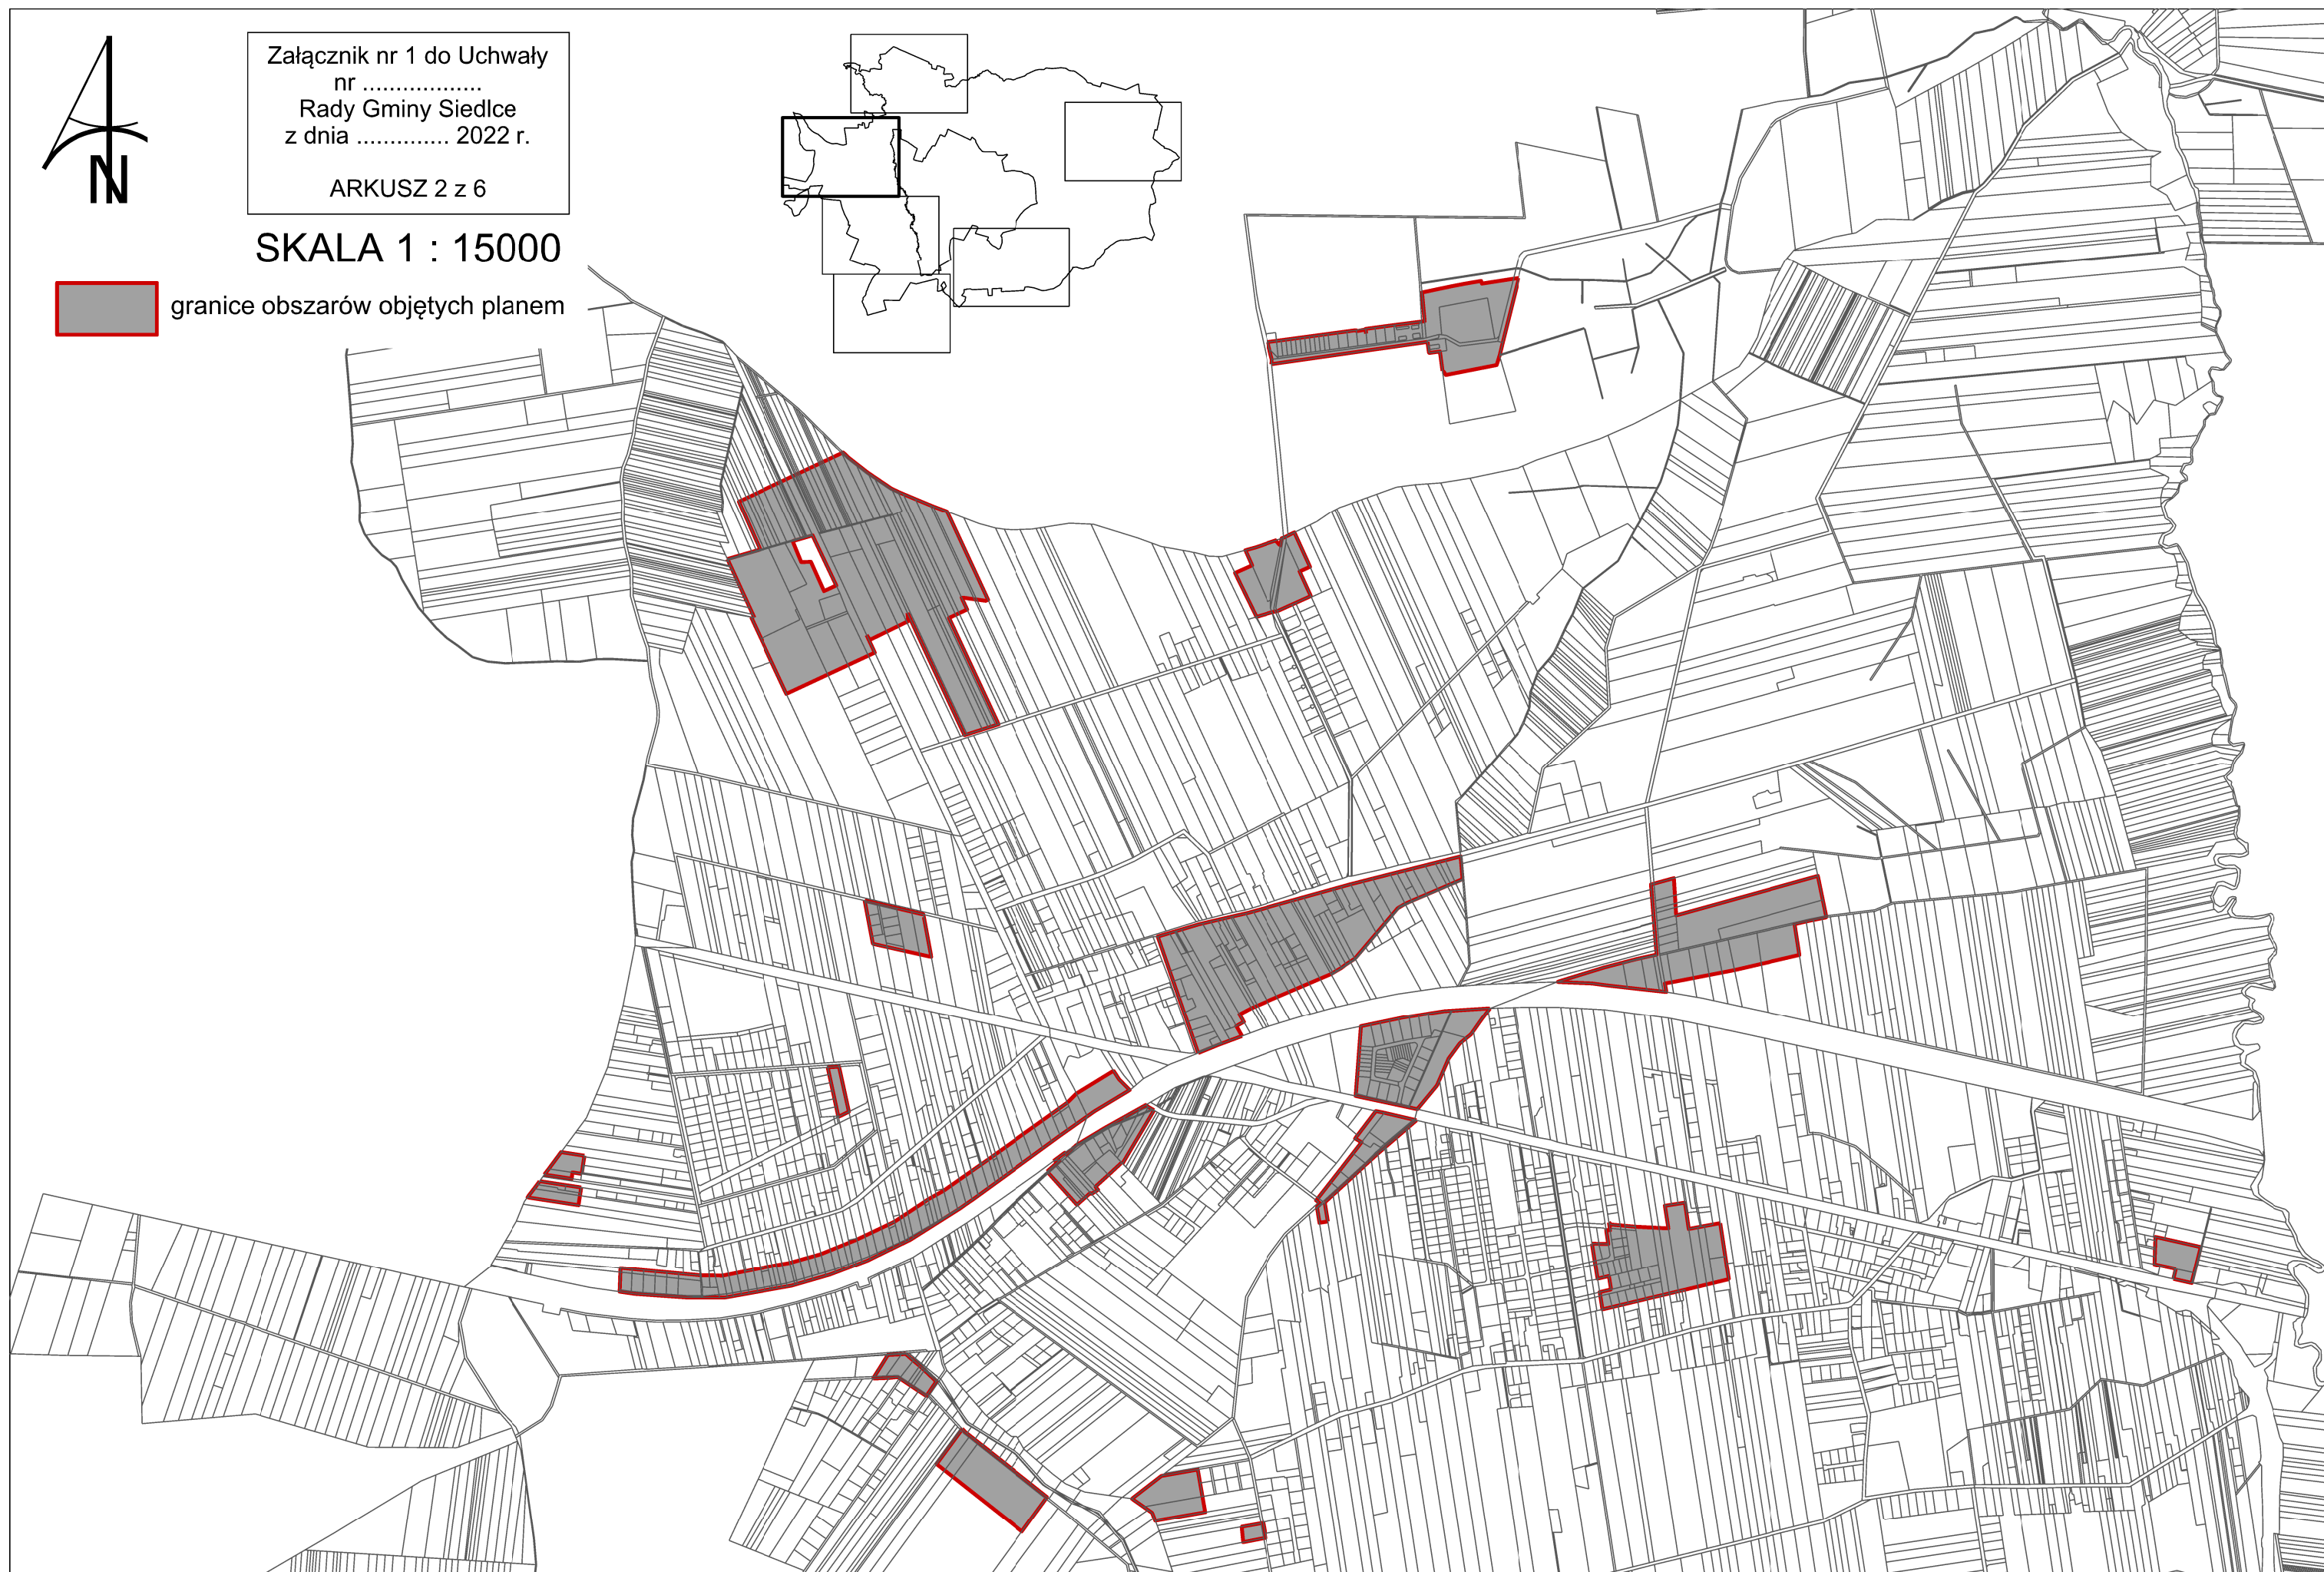 Załącznik nr 1 do Uchwały
nr ..................
Rady Gminy Siedlce
z dnia .............. 2022 r.
ARKUSZ 2 z 6
SKALA 1 : 15000
granice obszarów objętych planem
N